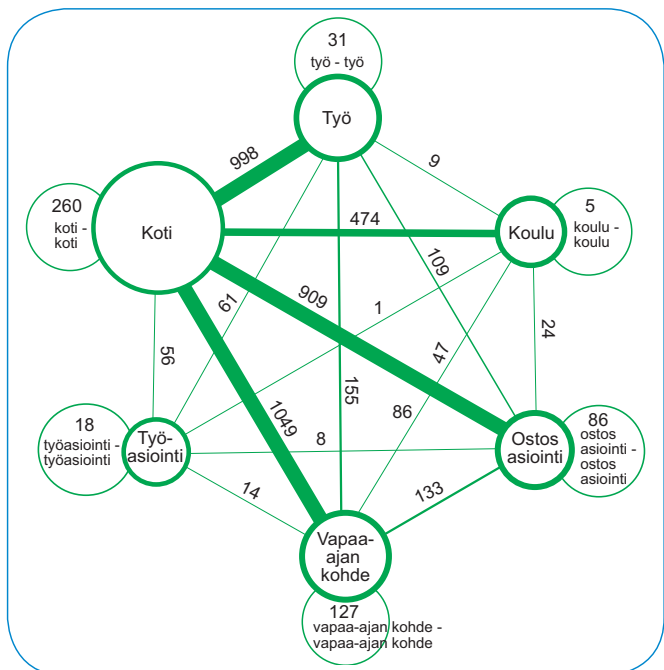 31
työ - työ
Työ
998
9
260
koti -
koti
Koti
474
5
koulu -
koulu
Koulu
109
61
909
1
24
47
56
155
1049
86
18
työasiointi -
työasiointi
Työ-
asiointi
8
Ostos
asiointi
86
ostos
asiointi -
ostos
asiointi
14
133
Vapaa-
ajan
kohde
127
vapaa-ajan kohde -
vapaa-ajan kohde